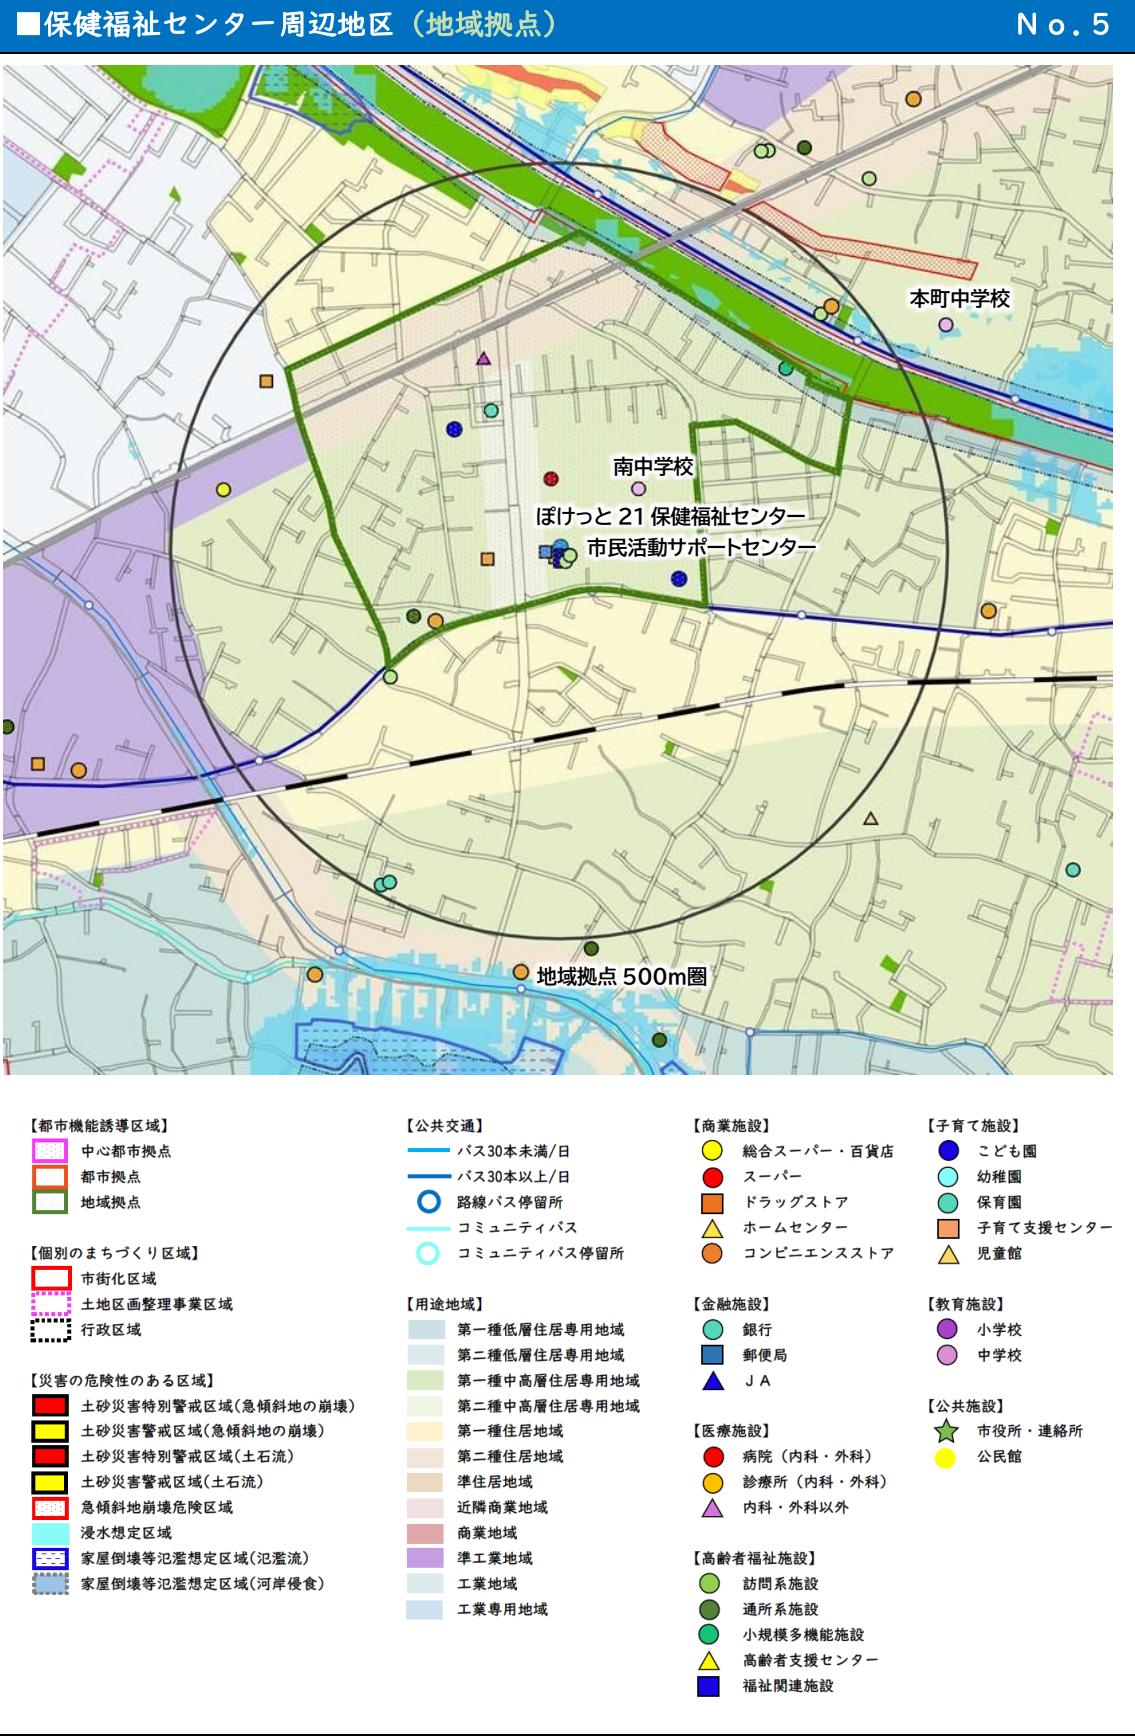 ■保健福祉センター周辺地区（地域拠点）
Ｎｏ.５
本町中学校
南中学校
ぽけっと21 保健福祉センター
市民活動サポートセンター
地域拠点 500m圏
【都市機能誘導区域】
中心都市拠点
都市拠点
地域拠点
【個別のまちづくり区域】
市街化区域
土地区画整理事業区域
行政区域
【災害の危険性のある区域】
土砂災害特別警戒区域(急傾斜地の崩壊)
土砂災害警戒区域(急傾斜地の崩壊)
土砂災害特別警戒区域(土石流)
土砂災害警戒区域(土石流)
急傾斜地崩壊危険区域
浸水想定区域
家屋倒壊等氾濫想定区域(氾濫流)
家屋倒壊等氾濫想定区域(河岸侵食)
【公共交通】
バス30本未満/日
バス30本以上/日
路線バス停留所
コミュニティバス
コミュニティバス停留所
【用途地域】
第一種低層住居専用地域
第二種低層住居専用地域
第一種中高層住居専用地域
第二種中高層住居専用地域
第一種住居地域
第二種住居地域
準住居地域
近隣商業地域
商業地域
準工業地域
工業地域
工業専用地域
【商業施設】
総合スーパー・百貨店
スーパー
ドラッグストア
ホームセンター
コンビニエンスストア
【金融施設】
銀行
郵便局
ＪＡ
【医療施設】
病院（内科・外科）
診療所（内科・外科）
内科・外科以外
【高齢者福祉施設】
訪問系施設
通所系施設
小規模多機能施設
高齢者支援センター
福祉関連施設
【子育て施設】
こども園
幼稚園
保育園
子育て支援センター
児童館
【教育施設】
小学校
中学校
【公共施設】
市役所・連絡所
公民館